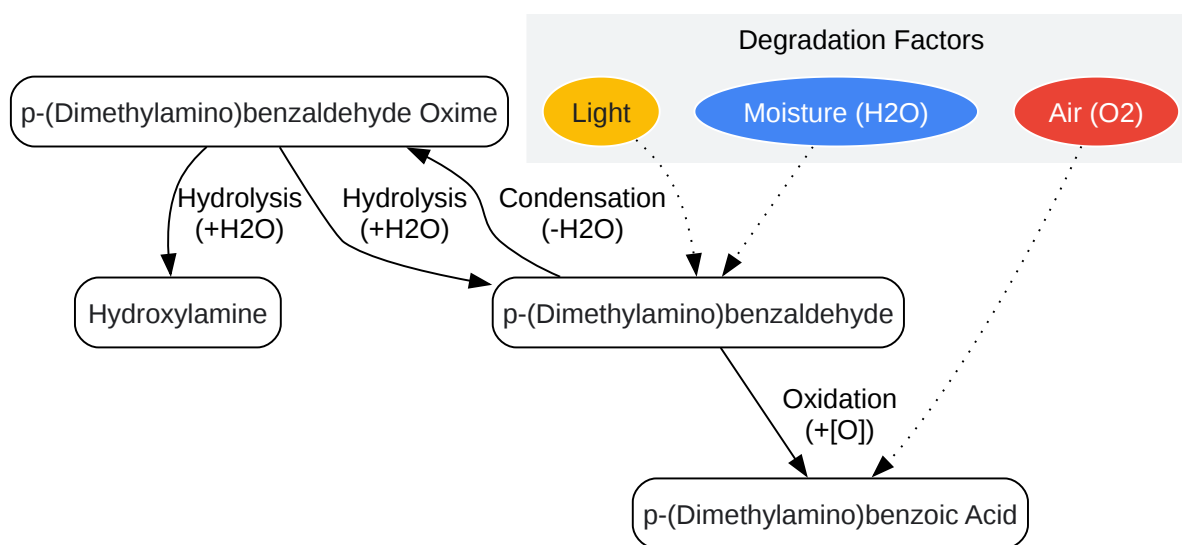 Degradation Factors
p-(Dimethylamino)benzaldehyde Oxime
Light
Moisture (H2O)
Air (O2)
Hydrolysis
(+H2O)
Hydrolysis
(+H2O)
Condensation
(-H2O)
Hydroxylamine
p-(Dimethylamino)benzaldehyde
Oxidation
(+[O])
p-(Dimethylamino)benzoic Acid